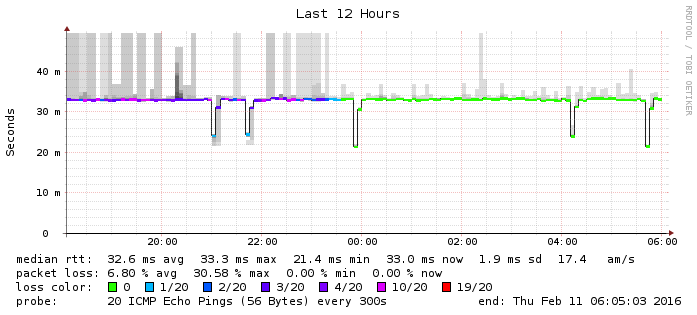 Last 12 Hours
RRDTOOL / TOBI OETIKER
Seconds
40 m
30 m
20 m
10 m
0
20:00 22:00 00:00 02:00 04:00 06:00
median rtt: 32.6 ms avg 33.3 ms max 21.4 ms min 33.0 ms now 1.9 ms sd 17.4 am/s
packet loss: 6.80 % avg 30.58 % max 0.00 % min 0.00 % now
loss color: 0 1/20 2/20 3/20 4/20 10/20 19/20
probe: 20 ICMP Echo Pings (56 Bytes) every 300s end: Thu Feb 11 06:05:03 2016